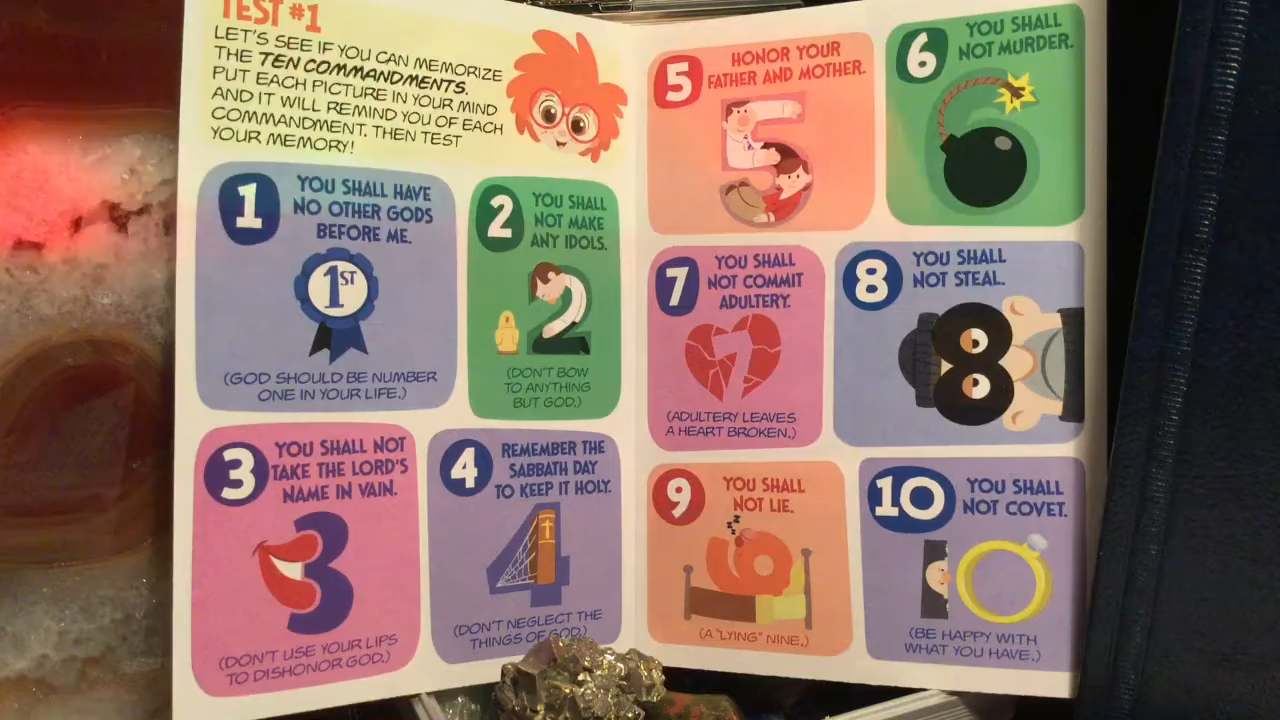 TEST #1
LET'S SEE IF YOU CAN MEMORIZE
THE TEN COMMANDMENTS.
PUT EACH PICTURE IN YOUR MIND
AND IT WILL REMIND YOU OF EACH
COMMANDMENT. THEN TEST
YOUR MEMORY!
1
YOU SHALL HAVE
NO OTHER GODS
BEFORE ME.
1ST
(GOD SHOULD BE NUMBER
ONE IN YOUR LIFE.)
2
YOU SHALL
NOT MAKE
ANY IDOLS.
2
(DON'T BOW
TO ANYTHING
BUT GOD.)
3
YOU SHALL NOT
TAKE THE LORD'S
NAME IN VAIN.
3
(DON'T USE YOUR LIPS
TO DISHONOR GOD.)
4
REMEMBER THE
SABBATH DAY
TO KEEP IT HOLY.
4
(DON'T NEGLECT THE
THINGS OF GOD.)
5
HONOR YOUR
FATHER AND MOTHER.
5
6
YOU SHALL
NOT MURDER.
7
YOU SHALL
NOT COMMIT
ADULTERY.
7
(ADULTERY LEAVES
A HEART BROKEN.)
8
YOU SHALL
NOT STEAL.
9
YOU SHALL
NOT LIE.
z z z
9
(A "LYING" NINE.)
10
YOU SHALL
NOT COVET.
(BE HAPPY WITH
WHAT YOU HAVE.)